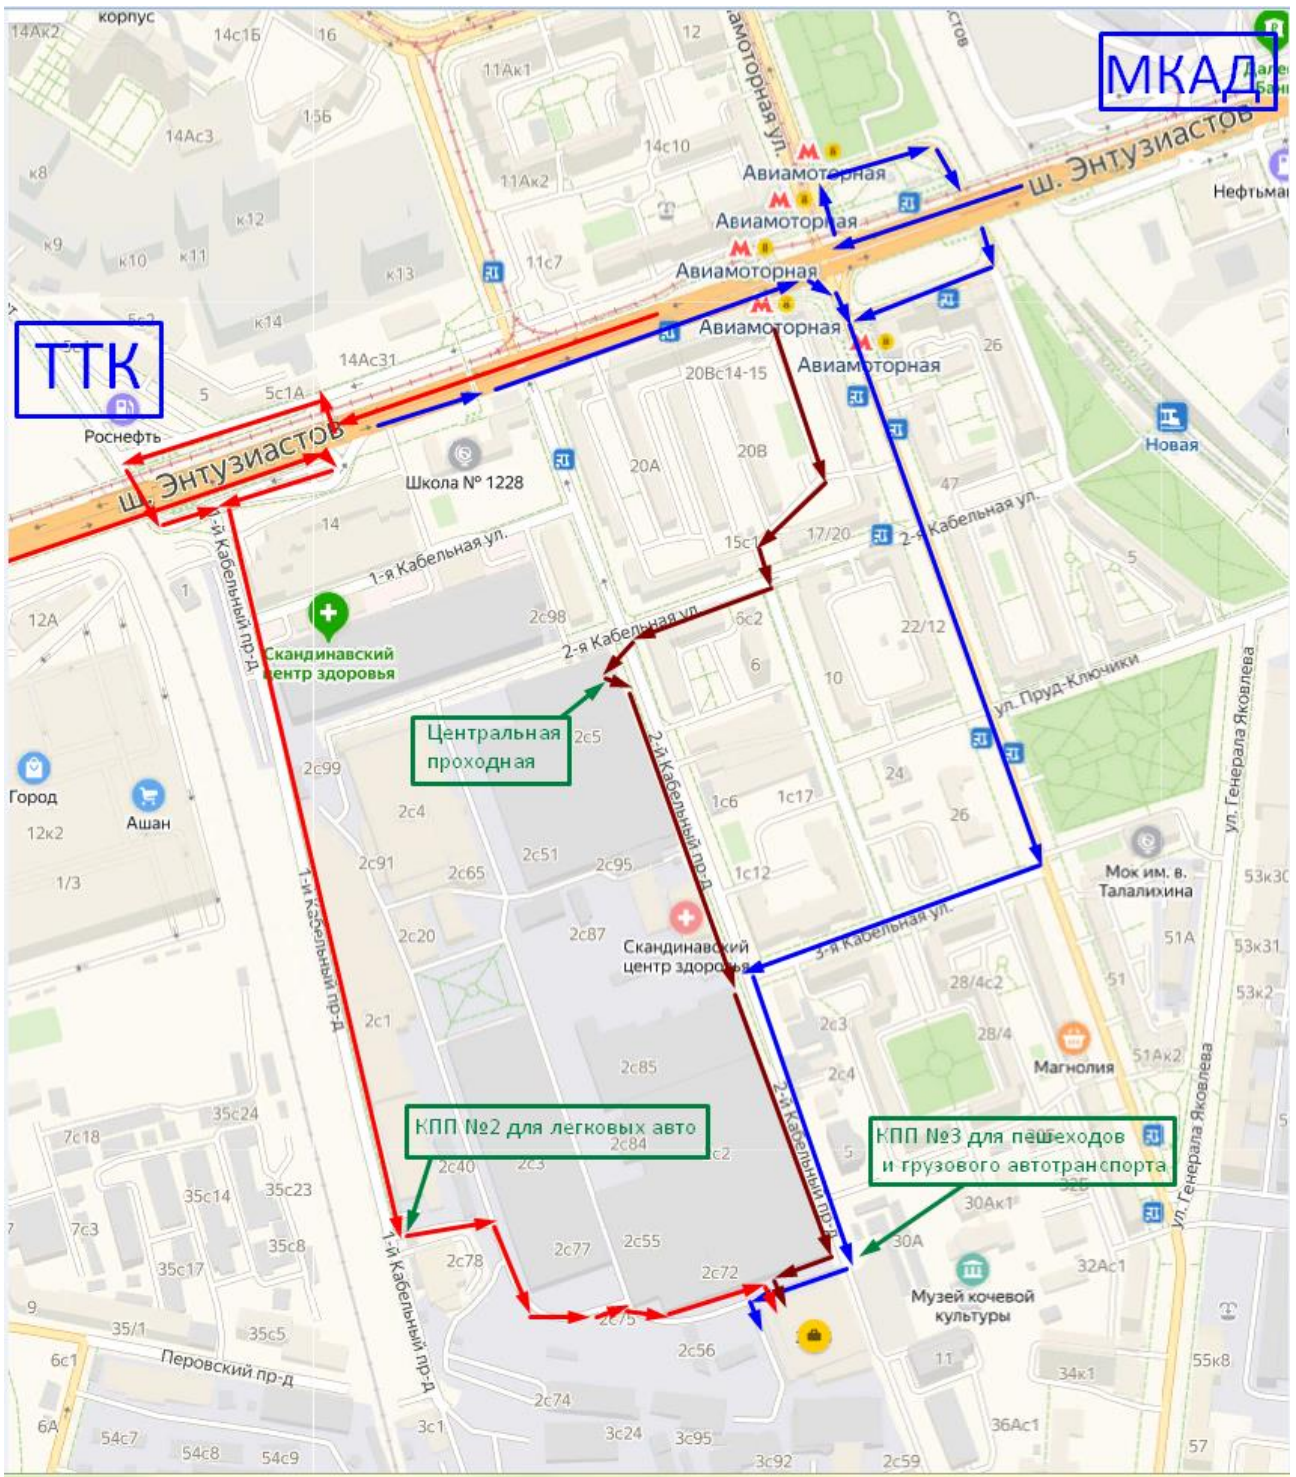 корпус
14Ак2
14с1Б
16
12
11Ак1
МКАД
15Б
14Ас3
14с10
Авиамоторная
ш. Энтузиастов
к8
11Ак2
Нефтьмаг
Авиамоторная
к12
к9
к10
к11
11с7
к13
Авиамоторная
Авиамоторная
к14
ТТК
14Ас31
Авиамоторная
26
20Вс14-15
5
5с1А
Роснефть
ш. Энтузиастов
Новая
20А
20В
Школа № 1228
47
14
15с1
17/20
2-я Кабельная ул.
1-я Кабельная ул.
1-й Кабельный пр-д
5
1
12А
2с98
6с2
22/12
2-я Кабельная ул.
Скандинавский
центр здоровья
6
10
ул. Пруд-Ключики
ул. Генерала Яковлева
Центральная
проходная
2с5
2-й Кабельный пр-д
2с99
24
Город
Ашан
1с6
1с17
2с4
26
12к2
2с51
2с95
2с91
2с65
1с12
Мок им. в.
Талалихина
1/3
1-й Кабельный пр-д
2с20
2с87
3-я Кабельная ул.
51А
53к31
Скандинавский
центр здоровья
51
28/4с2
53к2
2с1
2с3
28/4
2с85
2с4
Магнолия
51Ак2
ул. Генерала Яковлева
2-й Кабельный пр-д
35с24
7с18
КПП №2 для легковых авто
КПП №3 для пешеходов
и грузового автотранспорта
2с84
5
2с40
2с3
35с14
35с23
30Ак1
7с3
35с8
1-й Кабельный пр-д
2с78
2с77
2с55
30А
35с17
2с72
32Ас1
Музей кочевой
культуры
9
35/1
35с5
2с75
2с56
6с1
Перовский пр-д
11
34к1
55к8
2с74
6А
54с7
54с8
54с9
3с1
3с24
3с95
3с92
2с59
36Ас1
57